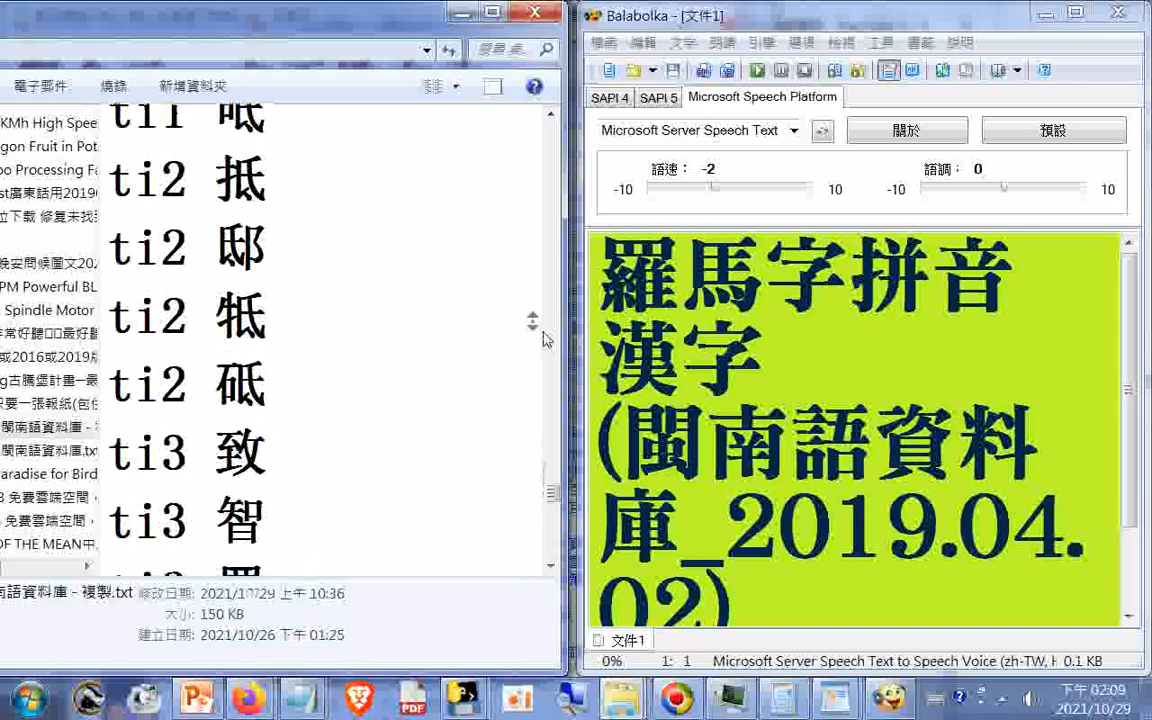 電子郵件 燒錄 新增資料夾
KMh High Spee
gon Fruit in Pot
oo Processing Fa
st廣東話用2019
位下载 修复未找
晚安問候圖文202
PM Powerful BL
Spindle Motor
或2016或2019版
g古騰堡計畫一最
只要一張報紙(包
閩南語資料庫 -
閩南語資料庫.tx
aradise for Bird
3 免費雲端空間，
免費雲端空間，
OF THE MEAN中
ti1 呧
ti2 抵
ti2 邸
ti2 牴
ti2 砥
ti3 致
ti3 智
南語資料庫 - 複製.txt
修改日期: 2021/10/29 上午 10:36
大小: 150 KB
建立日期: 2021/10/26 下午 01:25
Balabolka - [文件1]
檔案 編輯 文字 朗讀 引擎 選項 檢視 工具 書籤 說明
SAPI 4 SAPI 5 Microsoft Speech Platform
Microsoft Server Speech Text 關於 預設
語速： -2 語調： 0
-10 10 -10 10
羅馬字拼音
漢字
(閩南語資料
庫_2019.04.
02)
文件1
0% 1: 1 Microsoft Server Speech Text to Speech Voice (zh-TW, H 0.1 KB
PDF
下午 02:09
2021/10/29